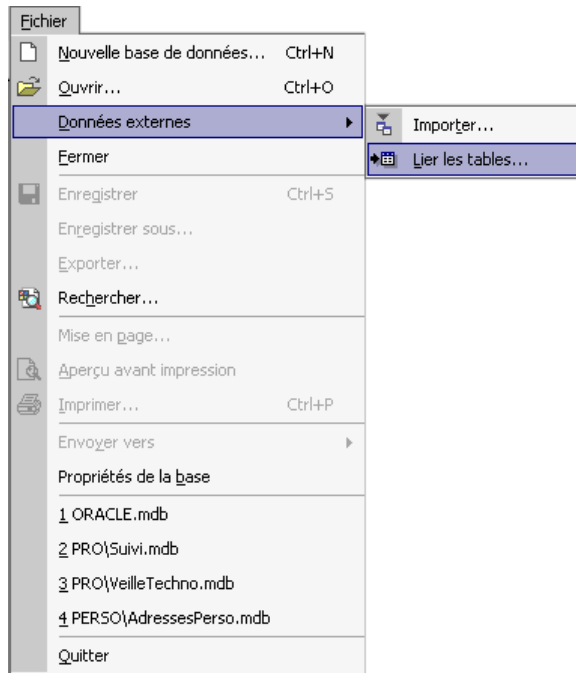 Fichier
Nouvelle base de données... Ctrl+N
Ouvrir... Ctrl+O
Données externes
Importer...
Lier les tables...
Fermer
Enregistrer Ctrl+S
Enregistrer sous...
Exporter...
Rechercher...
Mise en page...
Aperçu avant impression
Imprimer... Ctrl+P
Envoyer vers
Propriétés de la base
1 ORACLE.mdb
2 PRO\Suivi.mdb
3 PRO\VeilleTechno.mdb
4 PERSO\AdressesPerso.mdb
Quitter